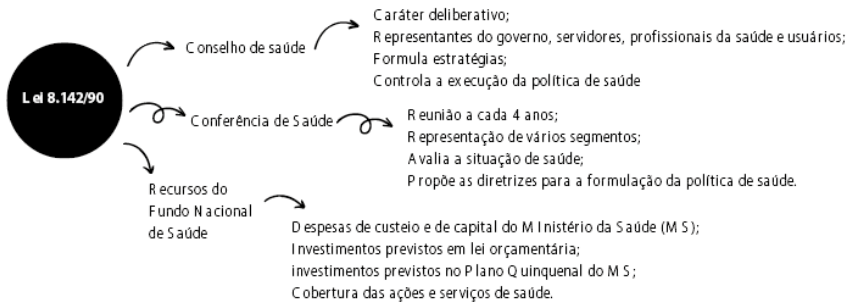 Lei 8.142/90
Conselho de saúde
Caráter deliberativo;
Representantes do governo, servidores, profissionais da saúde e usuários;
Formula estratégias;
Controla a execução da política de saúde
Conferência de Saúde
Reunião a cada 4 anos;
Representação de vários segmentos;
Avalia a situação de saúde;
Propõe as diretrizes para a formulação da política de saúde.
Recursos do
Fundo Nacional
de Saúde
Despesas de custeio e de capital do Ministério da Saúde (MS);
Investimentos previstos em lei orçamentária;
investimentos previstos no Plano Quinquenal do MS;
Cobertura das ações e serviços de saúde.